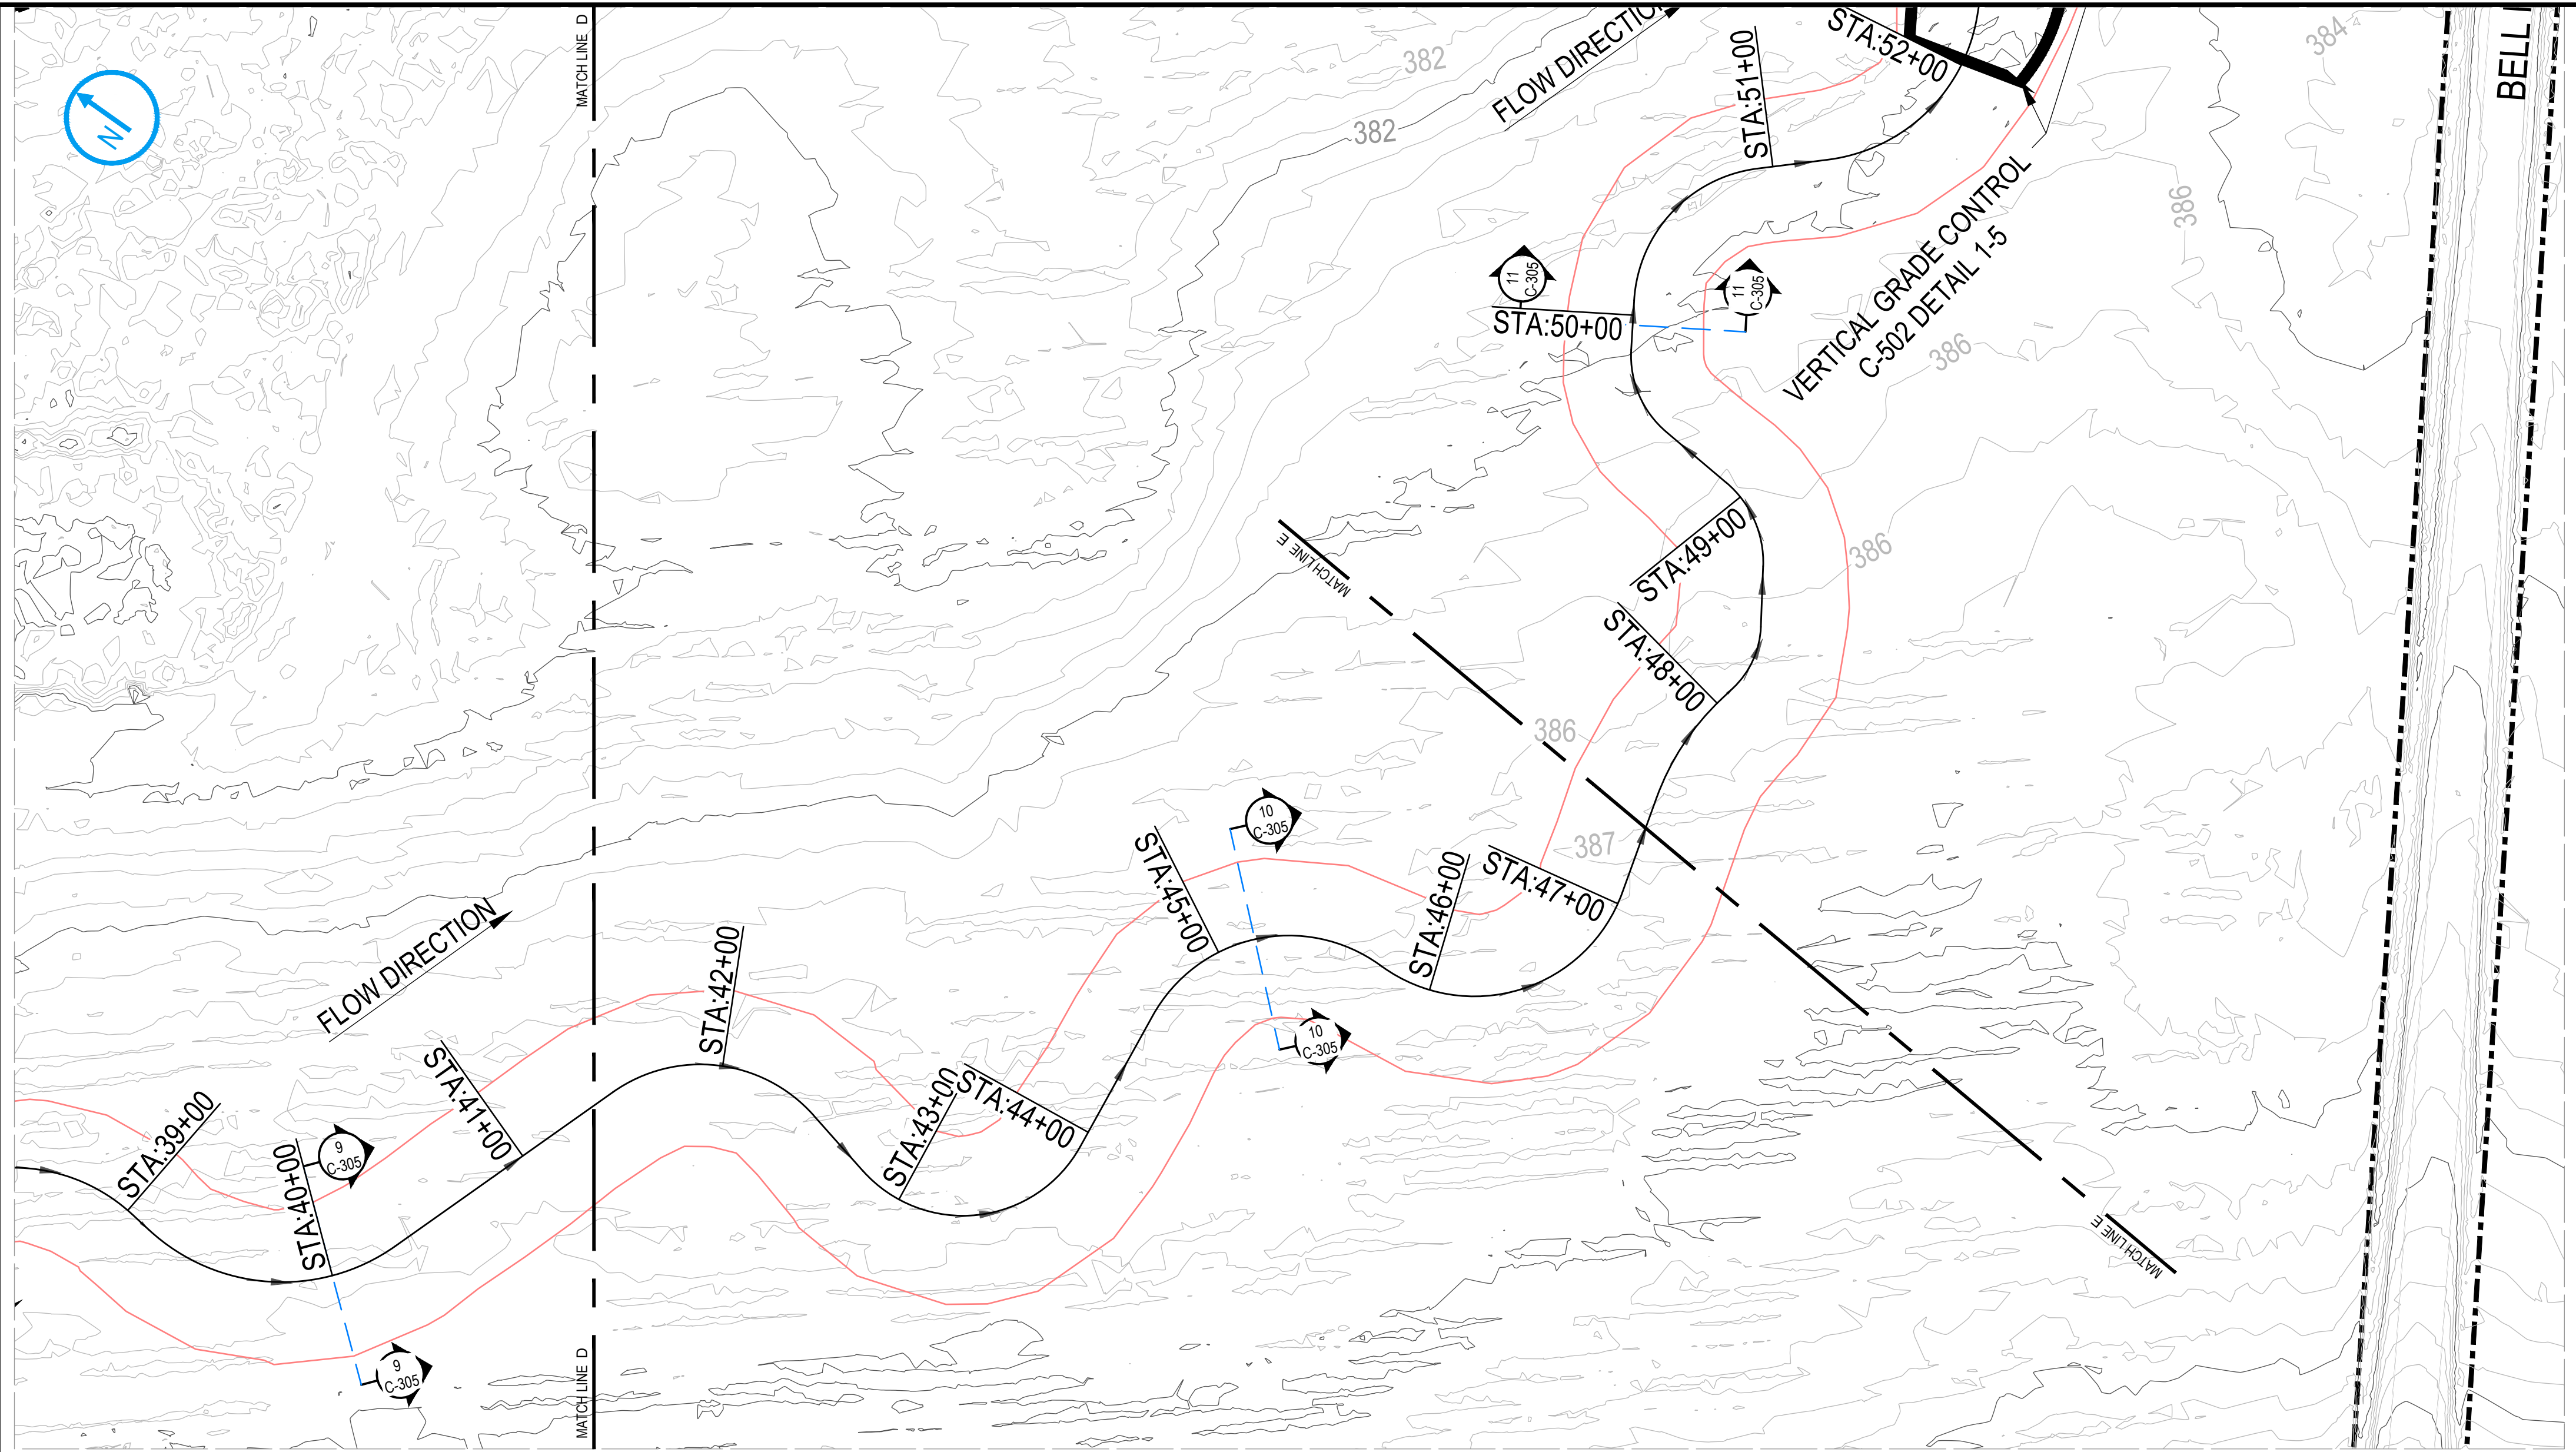 MATCH LINE D
N
382
382
FLOW DIRECTION
STA:51+00
STA:52+00
384
BELL
386
VERTICAL GRADE CONTROL
C-502 DETAIL 1-5
11
C-305
11
C-305
STA:50+00
386
386
STA:49+00
STA:48+00
MATCH LINE E
386
387
10
C-305
STA:45+00
STA:46+00
STA:47+00
FLOW DIRECTION
STA:42+00
10
C-305
STA:43+00
STA:44+00
STA:41+00
STA:39+00
STA:40+00
9
C-305
MATCH LINE E
9
C-305
MATCH LINE D